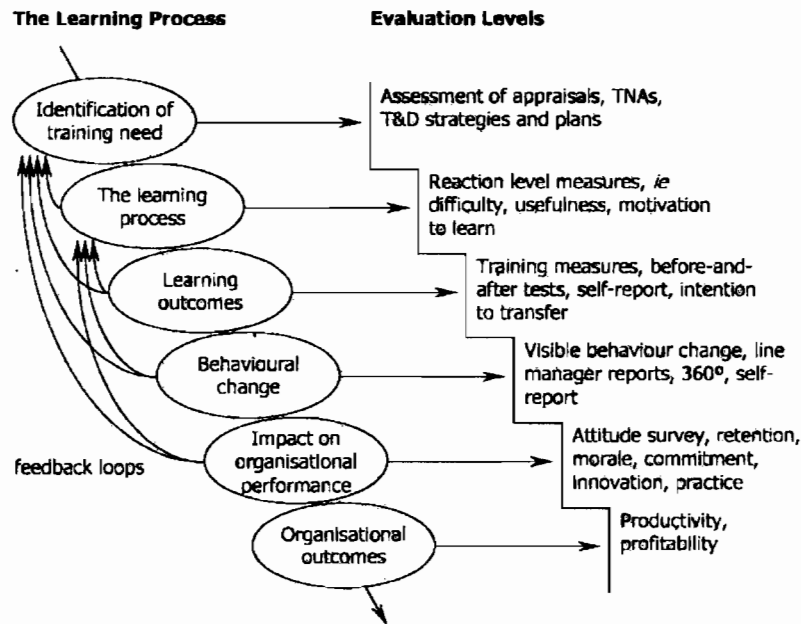 The Learning Process
Evaluation Levels
Identification of
training need
Assessment of appraisals, TNAs,
T&D strategies and plans
The learning
process
Reaction level measures, ie
difficulty, usefulness, motivation
to learn
Learning
outcomes
Training measures, before-and-
after tests, self-report, intention
to transfer
Behavioural
change
Visible behaviour change, line
manager reports, 360º, self-
report
Impact on
organisational
performance
Attitude survey, retention,
morale, commitment,
innovation, practice
feedback loops
Organisational
outcomes
Productivity,
profitability